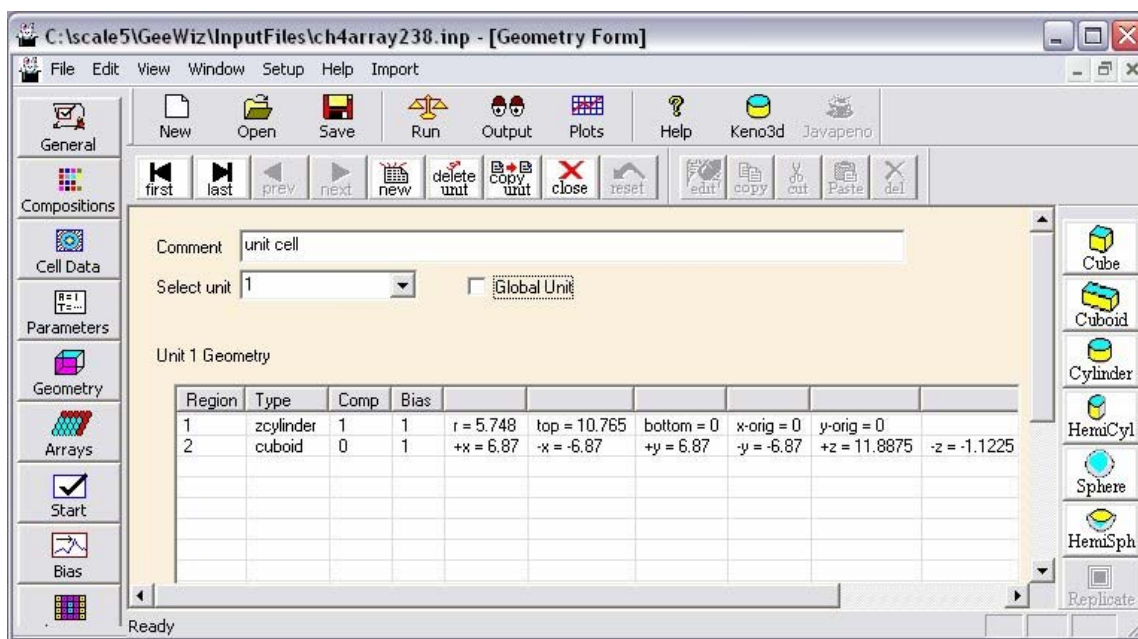 C:\scale5\GeeWiz\InputFiles\ch4array238.inp - [Geometry Form]
File Edit View Window Setup Help Import
General
New Open Save Run Output Plots Help Keno3d Javapeno
first last prev next new delete unit copy unit close reset edit copy cut Paste del
Compositions
Cell Data
Parameters
Geometry
Arrays
Start
Bias
Comment unit cell
Select unit 1 Global Unit
Unit 1 Geometry
Region Type Comp Bias
1 zcylinder 1 1 r = 5.748 top = 10.765 bottom = 0 x-orig = 0 y-orig = 0
2 cuboid 0 1 +x = 6.87 -x = -6.87 +y = 6.87 -y = -6.87 +z = 11.8875 -z = -1.1225
Cube
Cuboid
Cylinder
HemiCyl
Sphere
HemiSph
Replicate
Ready